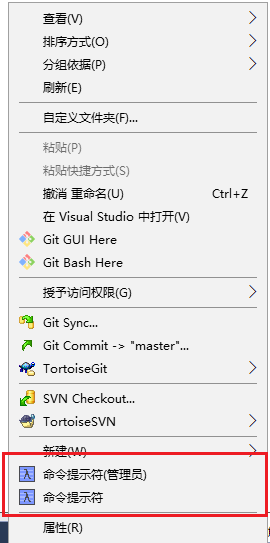 查看(V)
排序方式(O)
分组依据(P)
刷新(E)
自定义文件夹(F)...
粘贴(P)
粘贴快捷方式(S)
撤消 重命名(U) Ctrl+Z
在 Visual Studio 中打开(V)
Git GUI Here
Git Bash Here
授予访问权限(G)
Git Sync...
Git Commit -> "master"...
TortoiseGit
SVN Checkout...
TortoiseSVN
新建(W)
命令提示符(管理员)
命令提示符
属性(R)